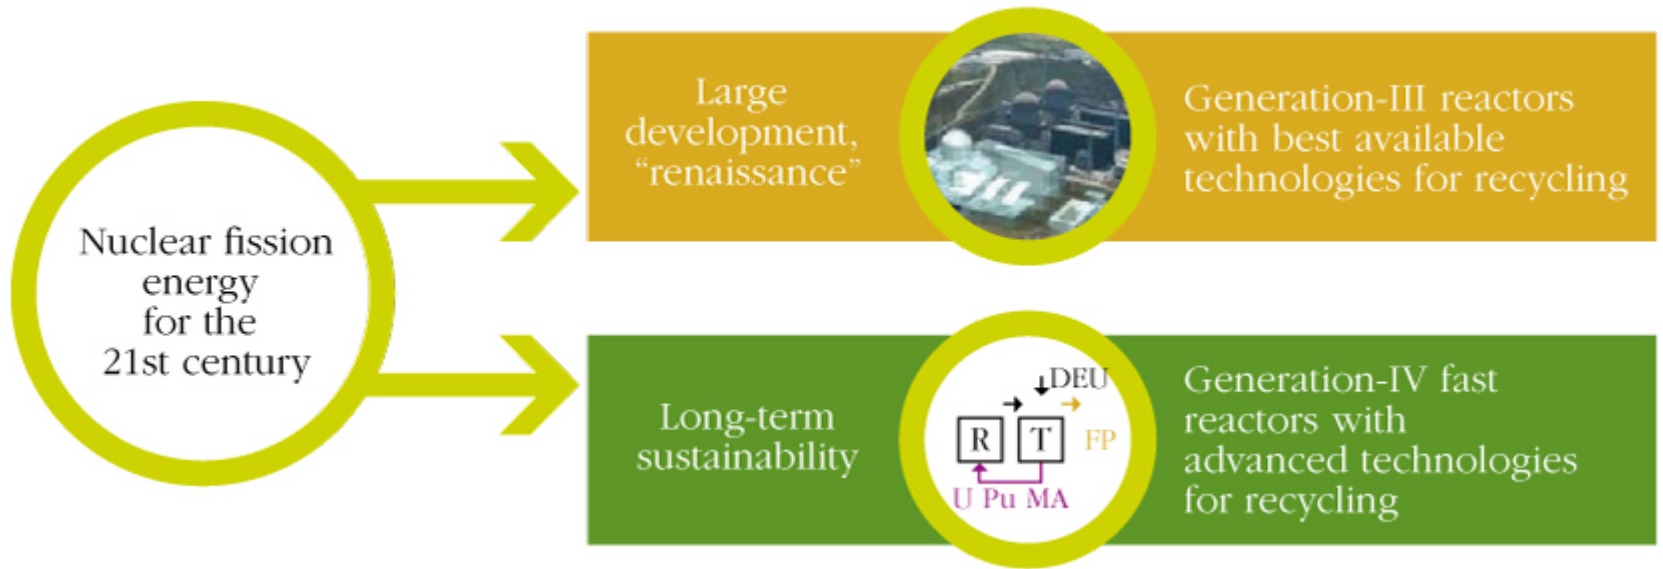 Nuclear fission
energy
for the
21st century
Large
development,
“renaissance”
Generation-III reactors
with best available
technologies for recycling
Long-term
sustainability
DEU
R T FP
U Pu MA
Generation-IV fast
reactors with
advanced technologies
for recycling